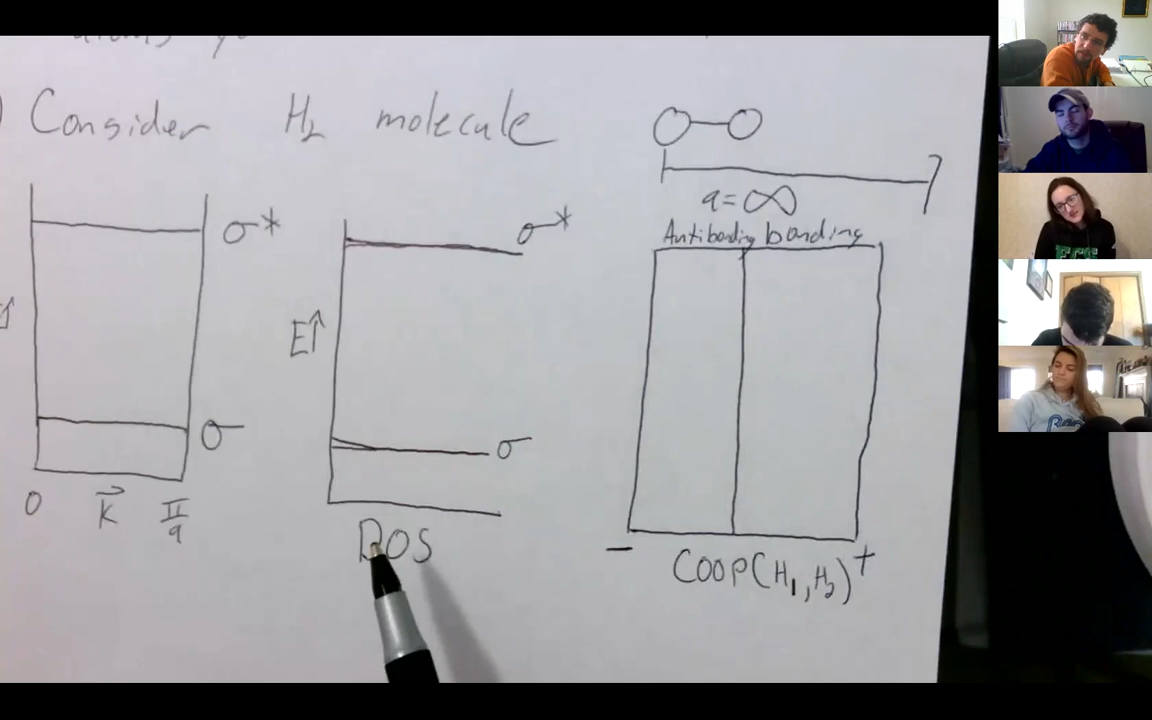 Consider H₂ molecule
a = ∞
Antibonding bonding
σ*
σ*
E↑
σ
σ
0 k⃗ π/a
DOS
− COOP(H₁, H₂) +